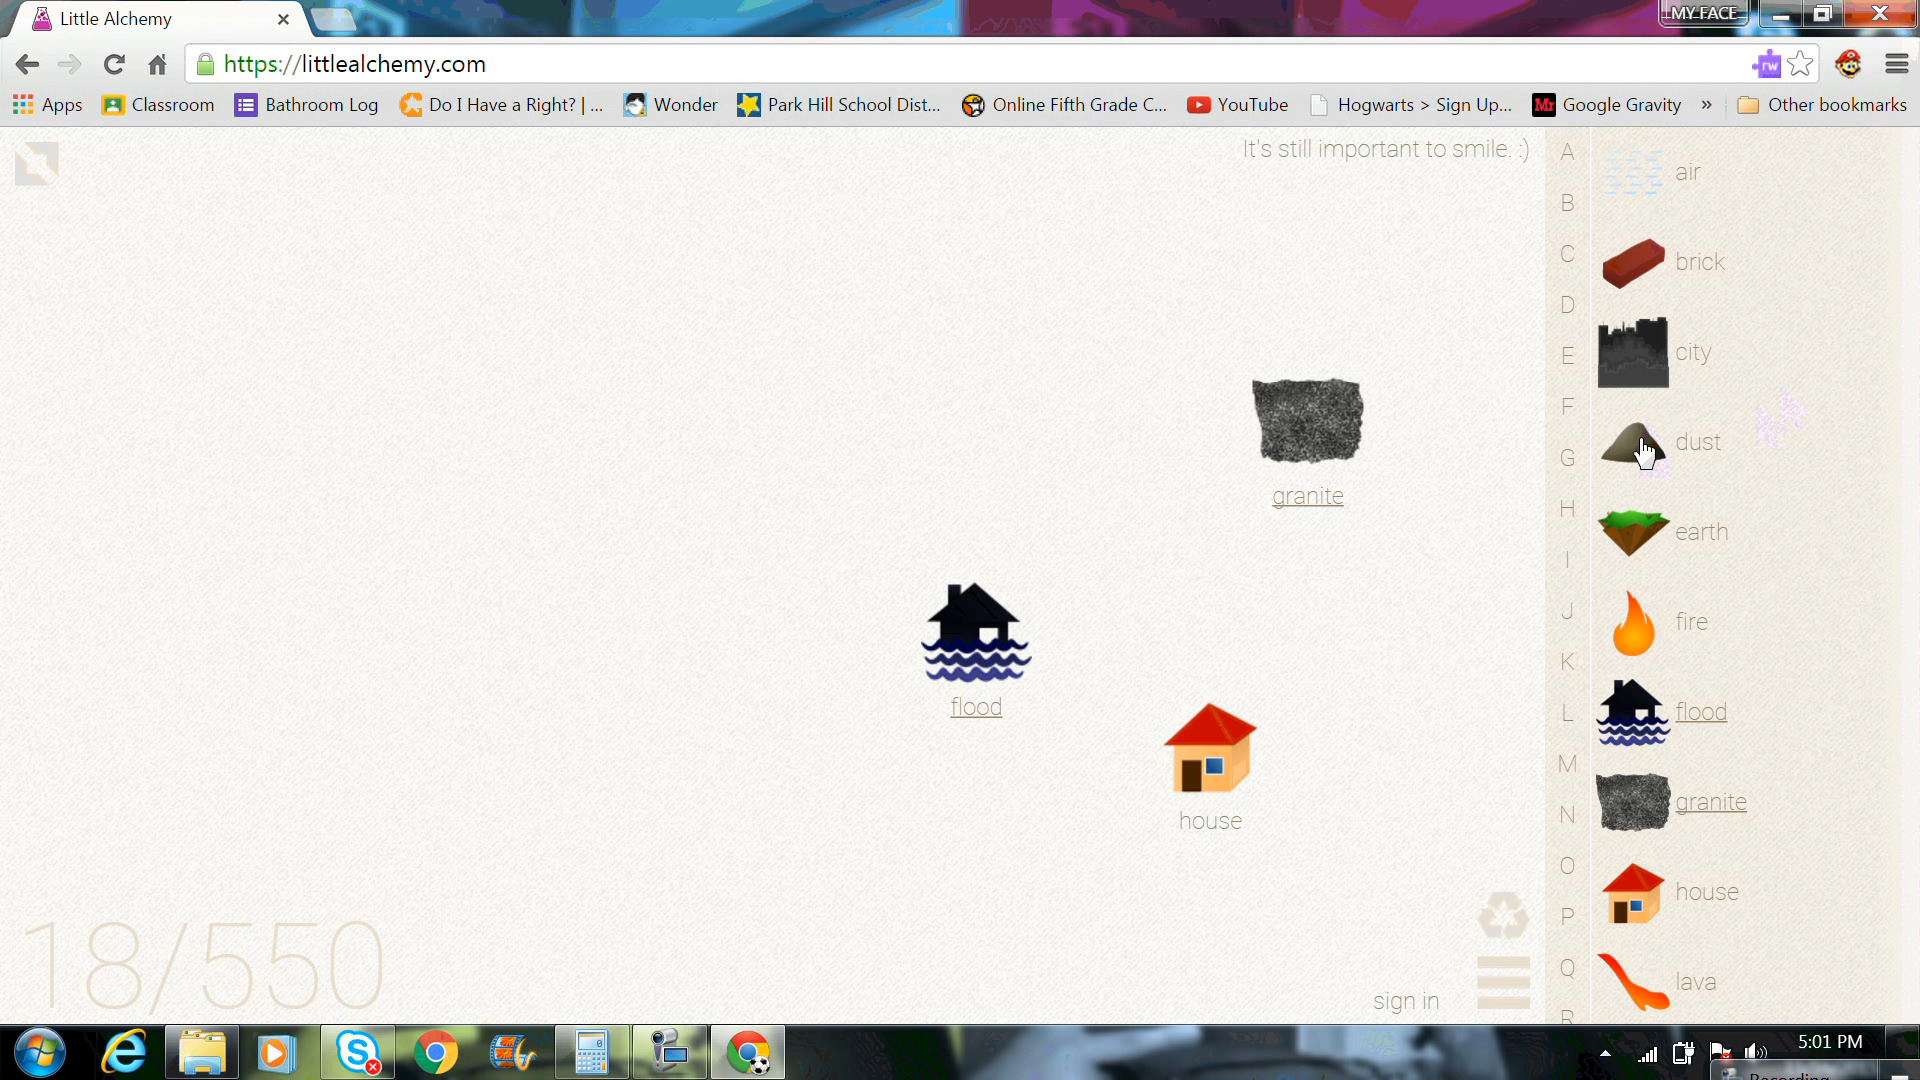 Little Alchemy
MY FACE
https://littlealchemy.com
Apps Classroom Bathroom Log Do I Have a Right? | ... Wonder Park Hill School Dist... Online Fifth Grade C... YouTube Hogwarts > Sign Up... Mr Google Gravity » Other bookmarks
It's still important to smile. :)
A
B
C
D
E
F
G
H
I
J
K
L
M
N
O
P
Q
R
air
brick
city
dust
earth
fire
flood
granite
house
lava
granite
flood
house
18/550
sign in
5:01 PM
Recording